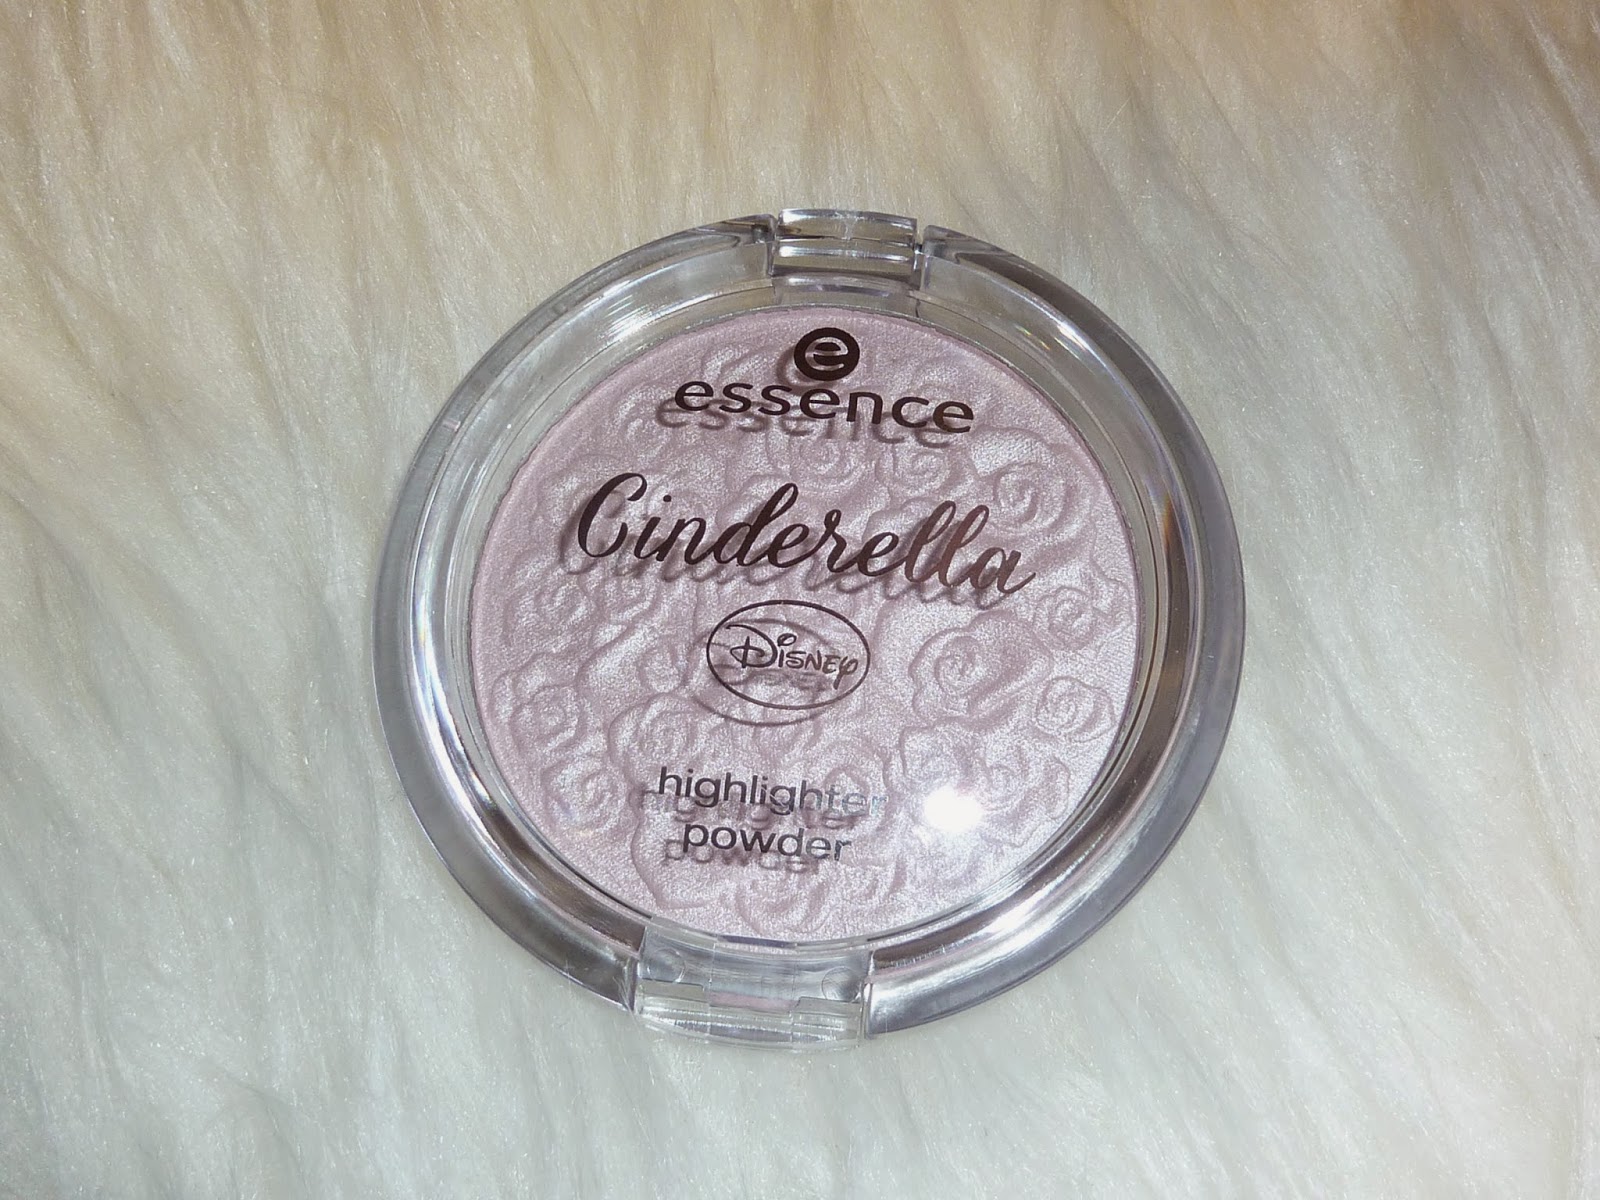 e
essence
Cinderella
Disney
highlighter
powder